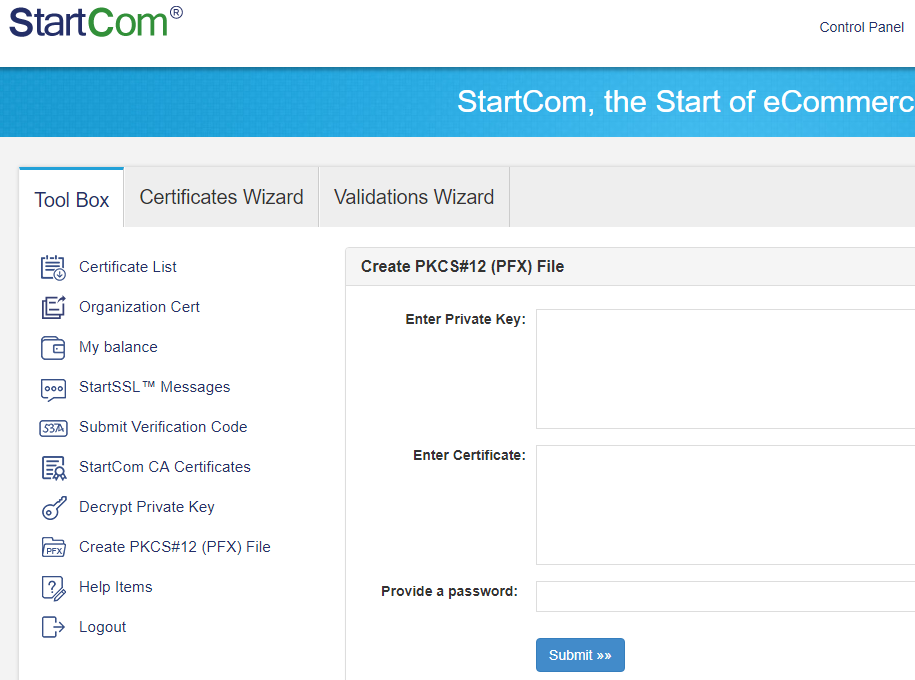 StartCom®
Control Panel
StartCom, the Start of eCommerc
Tool Box
Certificates Wizard
Validations Wizard
Certificate List
Organization Cert
My balance
StartSSL™ Messages
Submit Verification Code
StartCom CA Certificates
Decrypt Private Key
PFX
Create PKCS#12 (PFX) File
Help Items
Logout
Create PKCS#12 (PFX) File
Enter Private Key:
Enter Certificate:
Provide a password:
Submit »»